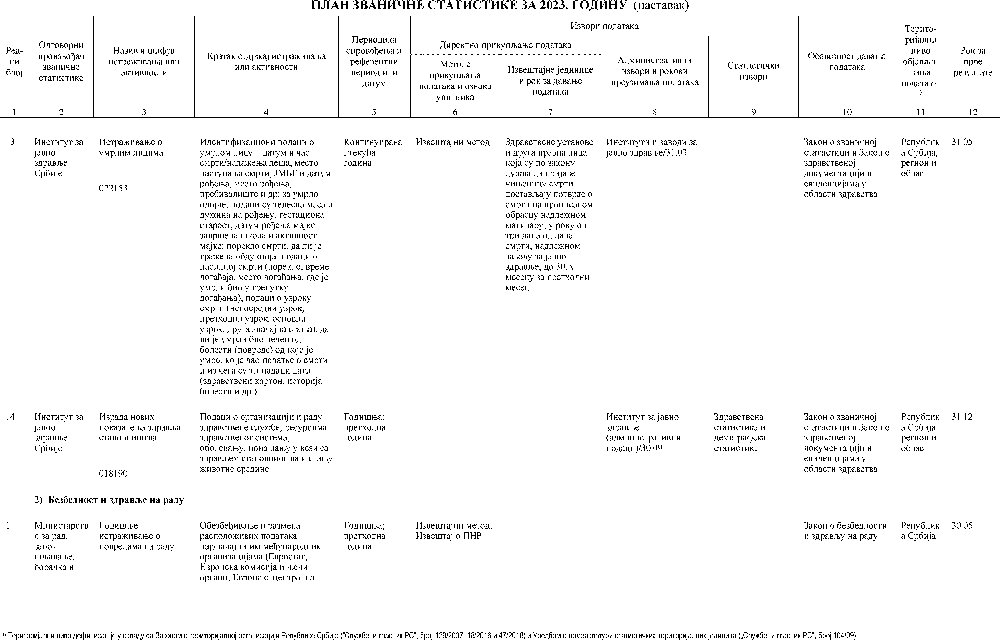 ПЛАН ЗВАНИЧНЕ СТАТИСТИКЕ ЗА 2023. ГОДИНУ (наставак)
Ред-
ни
број
Одговорни
произвођач
званичне
статистике
Назив и шифра
истраживања или
активности
Кратак садржај истраживања
или активности
Периодика
спровођења и
референтни
период или
датум
Извори података
Директно прикупљање података
Методе
прикупљања
података и ознака
упитника
Извештајне јединице
и рок за давање
података
Административни
извори и рокови
преузимања података
Статистички
извори
Обавезност давања
података
Терито-
ријални
ниво
објављи-
вања
података¹
)
Рок за
прве
резултате
1 2 3 4 5 6 7 8 9 10 11 12
13
Институт за
јавно
здравље
Србије
Истраживање о
умрлим лицима
022153
Идентификациони подаци о
умрлом лицу – датум и час
смрти/налажења леша, место
наступања смрти, ЈМБГ и датум
рођења, место рођења,
пребивалиште и др; за умрло
одојче, подаци су телесна маса и
дужина на рођењу, гестациона
старост, датум рођења мајке,
завршена школа и активност
мајке; порекло смрти, да ли је
тражена обдукција, подаци о
насилној смрти (порекло, време
догађаја, место догађања, где је
умрли био у тренутку
догађања), подаци о узроку
смрти (непосредни узрок,
претходни узрок, основни
узрок, друга значајна стања), да
ли је умрли био лечен од
болести (повреде) од које је
умро, ко је дао податке о смрти
и из чега су ти подаци дати
(здравствени картон, историја
болести и др.)
Континуирана
; текућа
година
Извештајни метод
Здравствене установе
и друга правна лица
која су по закону
дужна да пријаве
чињеницу смрти
достављају потврде о
смрти на прописаном
обрасцу надлежном
матичару; у року од
три дана од дана
смрти; надлежном
заводу за јавно
здравље; до 30. у
месецу за претходни
месец
Институти и заводи за
јавно здравље/31.03.
Закон о званичној
статистици и Закон о
здравственој
документацији и
евиденцијама у
области здравства
Републик
а Србија,
регион и
област
31.05.
14
Институт за
јавно
здравље
Србије
Израда нових
показатеља здравља
становништва
018190
Подаци о организацији и раду
здравствене службе, ресурсима
здравственог система,
оболевању, понашању у вези са
здрављем становништва и стању
животне средине
Годишња;
претходна
година
Институт за јавно
здравље
(административни
подаци)/30.09.
Здравствена
статистика и
демографска
статистика
Закон о званичној
статистици и Закон о
здравственој
документацији и
евиденцијама у
области здравства
Републик
а Србија,
регион и
област
31.12.
2) Безбедност и здравље на раду
1
Министарств
о за рад,
запо-
шљавање,
борачка и
Годишње
истраживање о
повредама на раду
Обезбеђивање и размена
расположивих података
најзначајнијим међународним
организацијама (Евростат,
Европска комисија и њени
органи, Европска централна
Годишња;
претходна
година
Извештајни метод;
Извештај о ПНР
Закон о безбедности
и здрављу на раду
Републик
а Србија
30.05.
¹⁾ Територијални ниво дефинисан је у складу са Законом о територијалној организацији Републике Србије ("Службени гласник РС", број 129/2007, 18/2016 и 47/2018) и Уредбом о номенклатури статистичких територијалних јединица („Службени гласник РС", број 104/09).